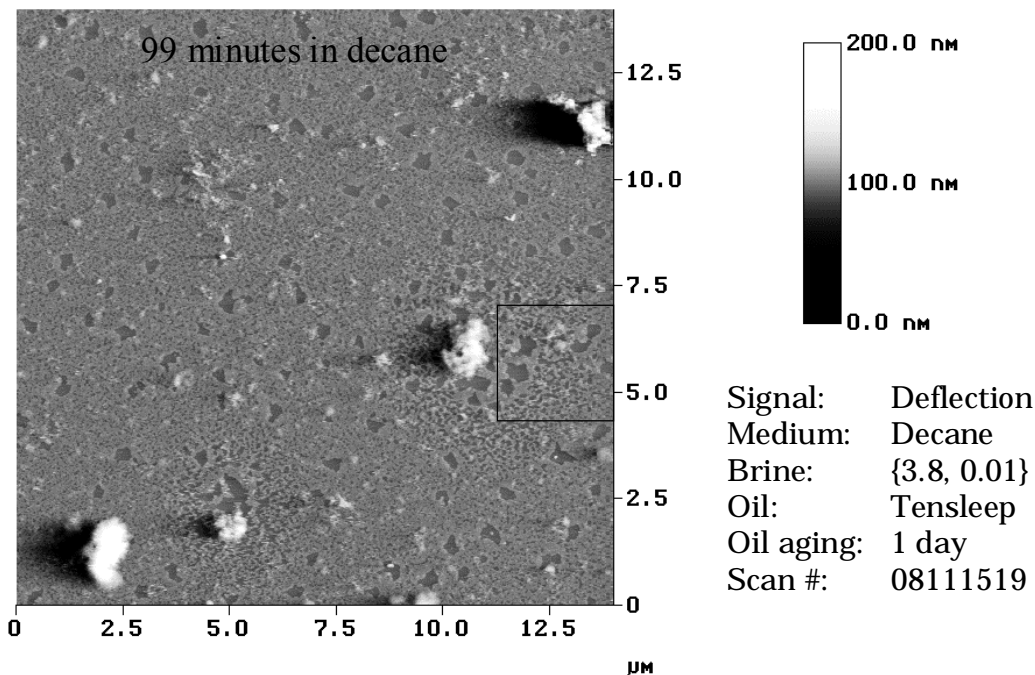 99 minutes in decane
200.0 nM
100.0 nM
0.0 nM
12.5
10.0
7.5
5.0
2.5
0
0 2.5 5.0 7.5 10.0 12.5
μM
Signal: Deflection
Medium: Decane
Brine: {3.8, 0.01}
Oil: Tensleep
Oil aging: 1 day
Scan #: 08111519